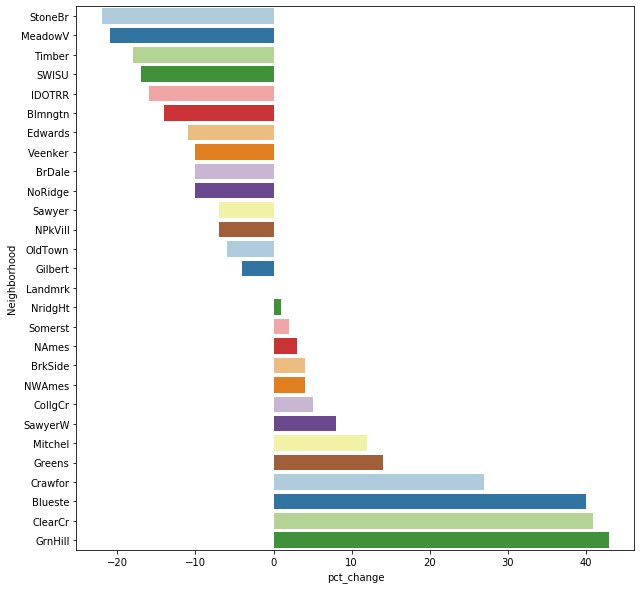 StoneBr
MeadowV
Timber
SWISU
IDOTRR
Blmngtn
Edwards
Veenker
BrDale
NoRidge
Sawyer
NPkVill
OldTown
Gilbert
Landmrk
NridgHt
Somerst
NAmes
BrkSide
NWAmes
CollgCr
SawyerW
Mitchel
Greens
Crawfor
Blueste
ClearCr
GrnHill
Neighborhood
−20 −10 0 10 20 30 40
pct_change